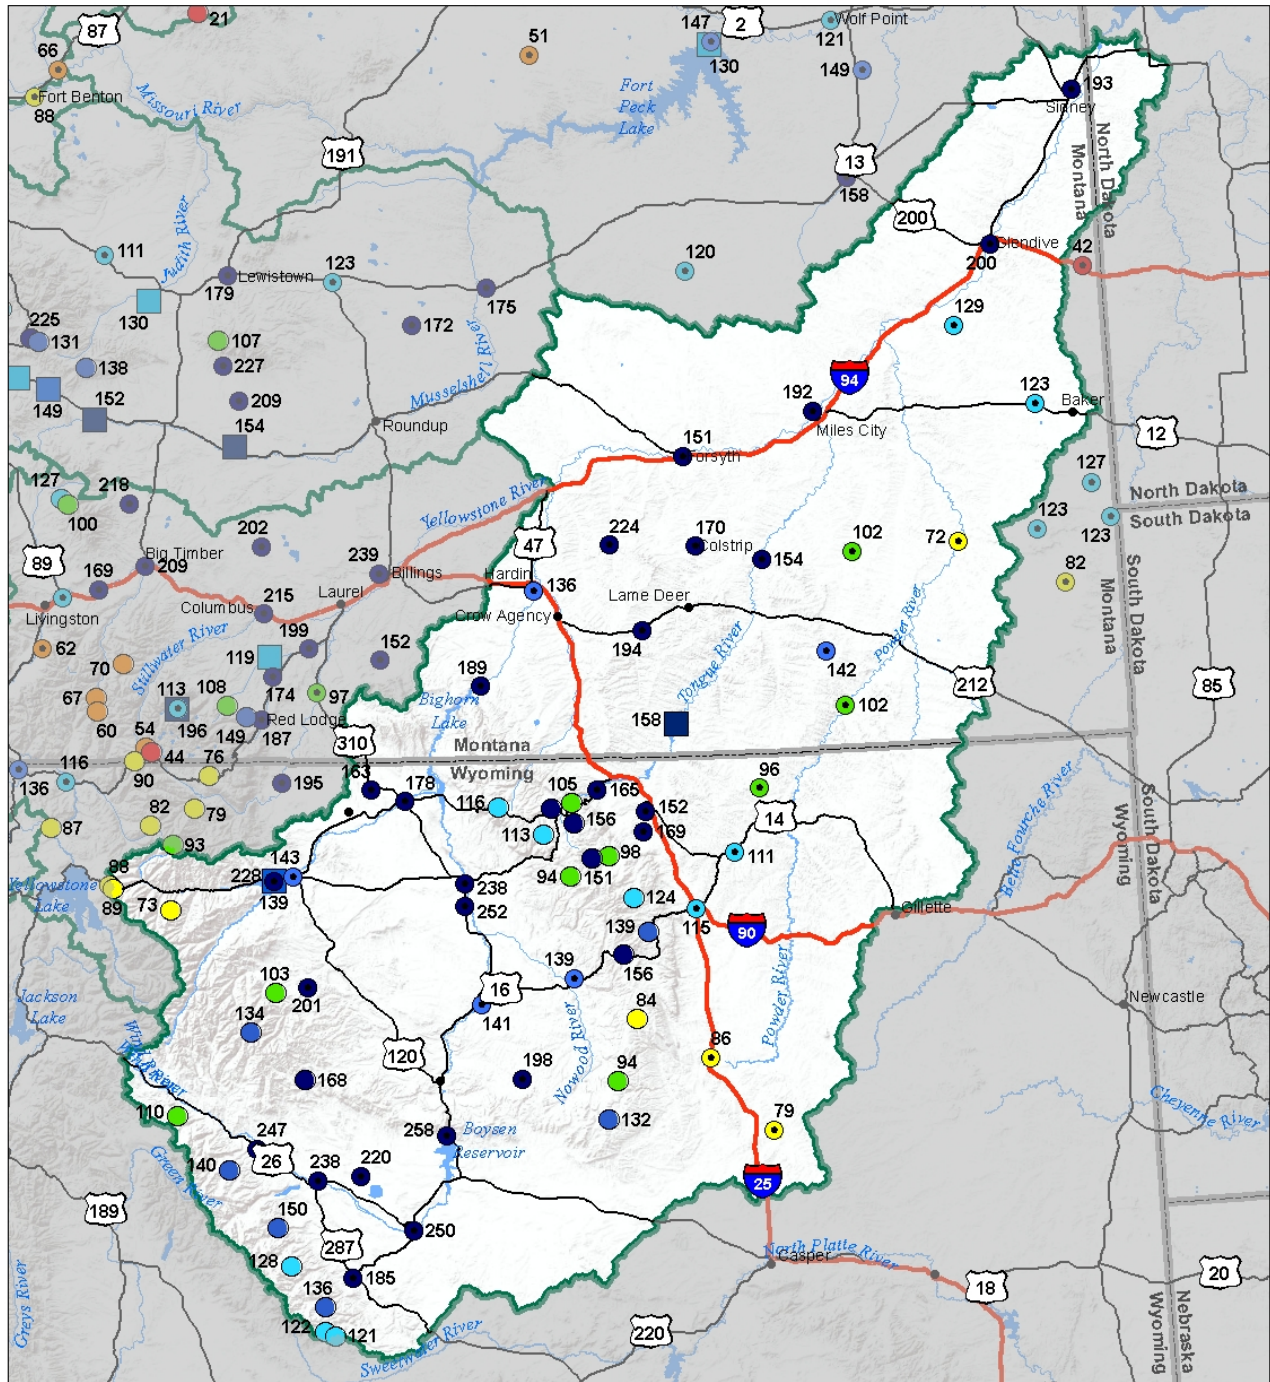 21
87
147
2
Wolf Point
121
66
51
130
149
Fort Benton
88
Missouri River
Fort
Peck
Lake
193
Sidney
191
13
158
North Dakota
Montana
200
Judith River
111
Glendive
200
42
120
Lewistown
123
179
175
130
129
225
131
172
107
227
138
Musselshell River
94
149
152
209
192
123
Baker
154
Roundup
Miles City
12
151
Forsyth
127
218
127
100
Yellowstone River
North Dakota
South Dakota
123
123
202
47
224
170
Colstrip
102
72
89
Big Timber
209
239
Billings
154
82
169
Hardin
136
Livingston
Columbus
215
Laurel
Lame Deer
Crow Agency
South Dakota
Montana
Stillwater River
199
62
152
194
Powder River
70
119
142
174
189
Tongue River
212
85
67
113
108
97
Bighorn
Lake
102
60
196
149
Red Lodge
187
158
54
44
310
Montana
Wyoming
116
76
136
90
195
163
178
105
165
96
79
116
156
152
14
82
87
113
169
93
98
111
Belle Fourche River
South Dakota
Wyoming
88
143
94
151
Yellowstone
Lake
89
228
139
238
124
73
252
115
Gillette
139
90
139
156
103
201
16
Newcastle
Jackson
Lake
141
84
134
Powder River
Wind River
Wind River
120
198
Nowood River
86
94
168
110
132
79
Cheyenne River
247
258
Boysen
Reservoir
26
140
Green River
238
220
25
189
150
250
287
128
185
North Platte River
Casper
136
18
20
Greys River
122
121
Sweetwater River
220
Nebraska
Wyoming